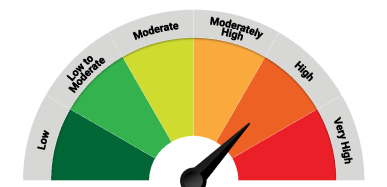 Low
Low to
Moderate
Moderate
Moderately
High
High
Very High